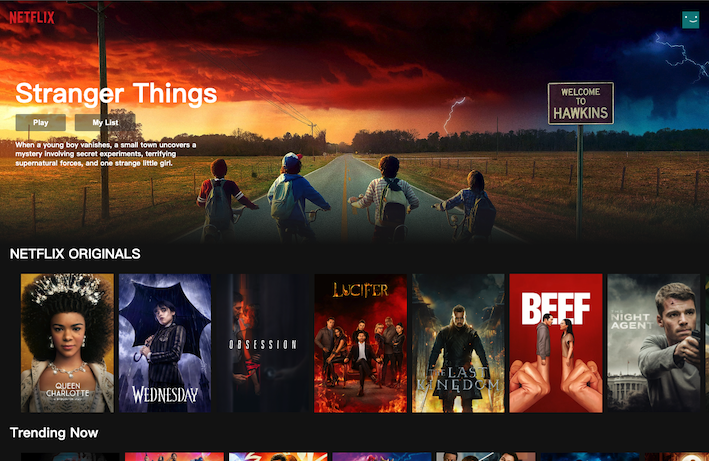 NETFLIX
Stranger Things
Play
My List
When a young boy vanishes, a small town uncovers a
mystery involving secret experiments, terrifying
supernatural forces, and one strange little girl.
WELCOME
TO
HAWKINS
NETFLIX ORIGINALS
QUEEN
CHARLOTTE
WEDNESDAY
OBSESSION
LUCIFER
THE LAST
KINGDOM
BEEF
THE
NIGHT
AGENT
Trending Now